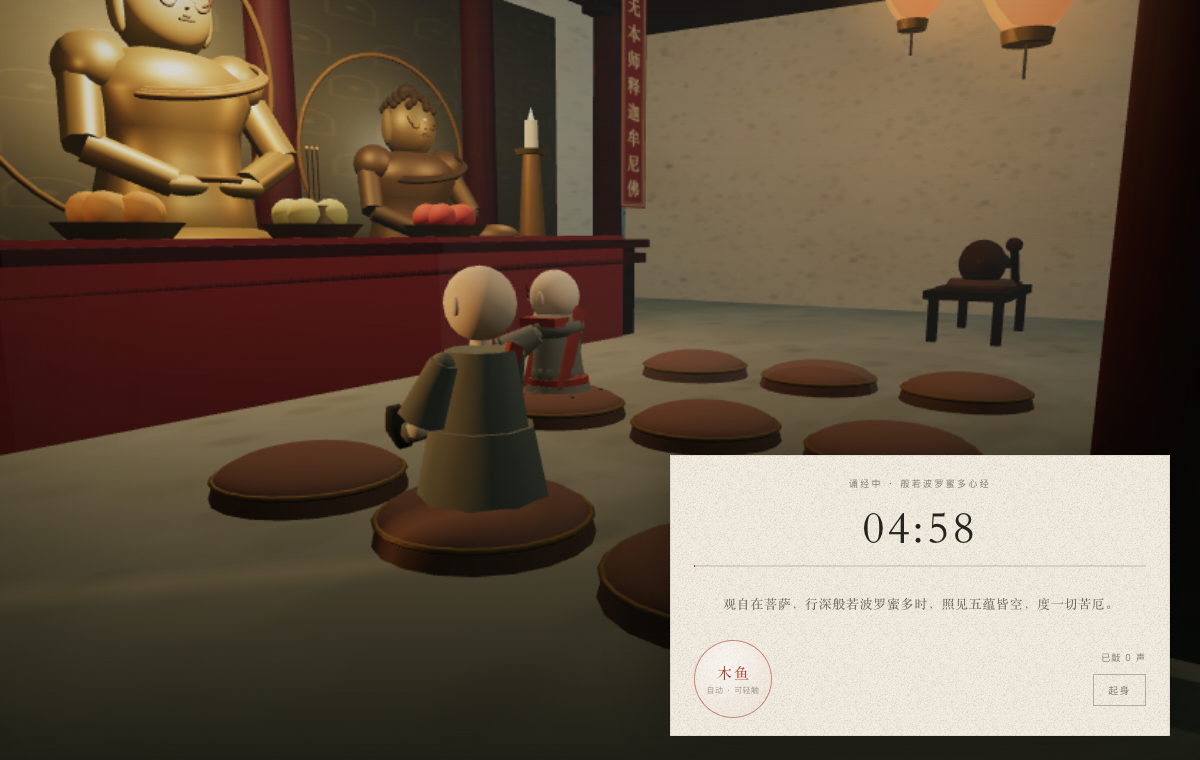 无本师释迦牟尼佛
诵经中 · 般若波罗蜜多心经
04:58
观自在菩萨，行深般若波罗蜜多时，照见五蕴皆空，度一切苦厄。
木鱼
自动 · 可轻触
已敲 0 声
起身